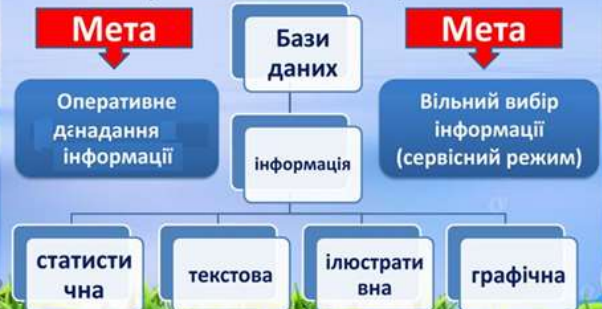 Мета
Бази
даних
Мета
Оперативне
надання
інформації
Вільний вибір
інформації
(сервісний режим)
інформація
статисти
чна
текстова
ілюстрати
вна
графічна